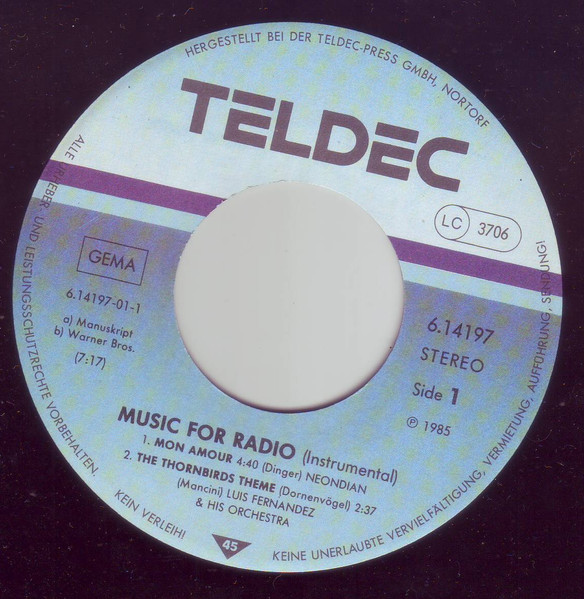 HERGESTELLT BEI DER TELDEC-PRESS GMBH, NORTORF
TELDEC
LC 3706
GEMA
6.14197-01-1
a) Manuskript
b) Warner Bros.
(7:17)
6.14197
STEREO
Side 1
℗ 1985
MUSIC FOR RADIO (Instrumental)
1. MON AMOUR 4:40 (Dinger) NEONDIAN
2. THE THORNBIRDS THEME (Dornenvögel) 2:37
(Mancini) LUIS FERNANDEZ
& HIS ORCHESTRA
45
ALLE URHEBER UND LEISTUNGSSCHUTZRECHTE VORBEHALTEN.
KEIN VERLEIH!
KEINE UNERLAUBTE VERVIELFÄLTIGUNG, VERMIETUNG, AUFFÜHRUNG, SENDUNG!